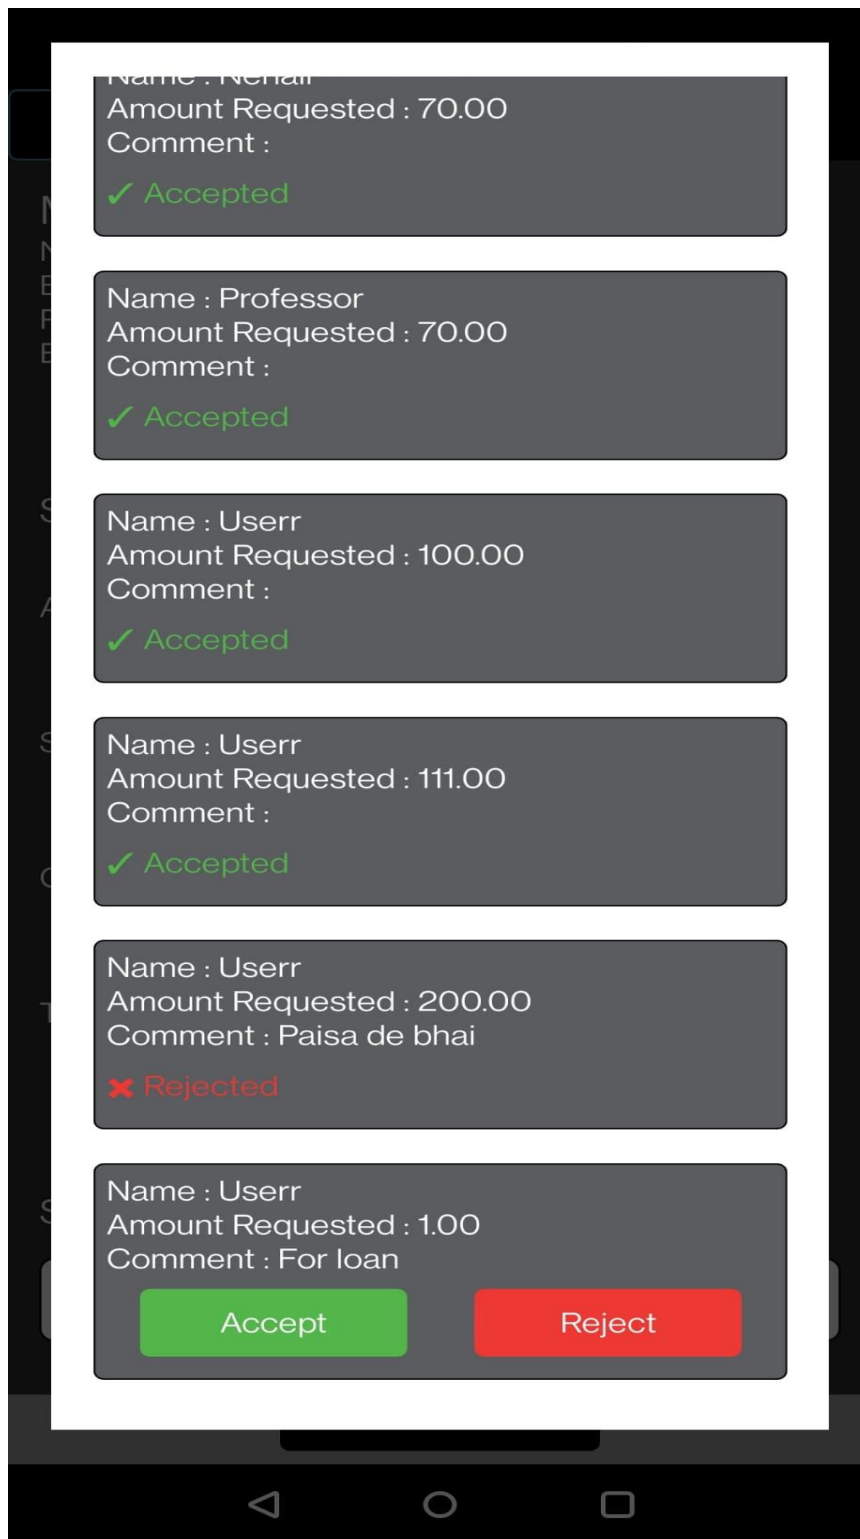 Name : Nehali
Amount Requested : 70.00
Comment :
✓ Accepted
Name : Professor
Amount Requested : 70.00
Comment :
✓ Accepted
Name : Userr
Amount Requested : 100.00
Comment :
✓ Accepted
Name : Userr
Amount Requested : 111.00
Comment :
✓ Accepted
Name : Userr
Amount Requested : 200.00
Comment : Paisa de bhai
✖ Rejected
Name : Userr
Amount Requested : 1.00
Comment : For loan
Accept Reject